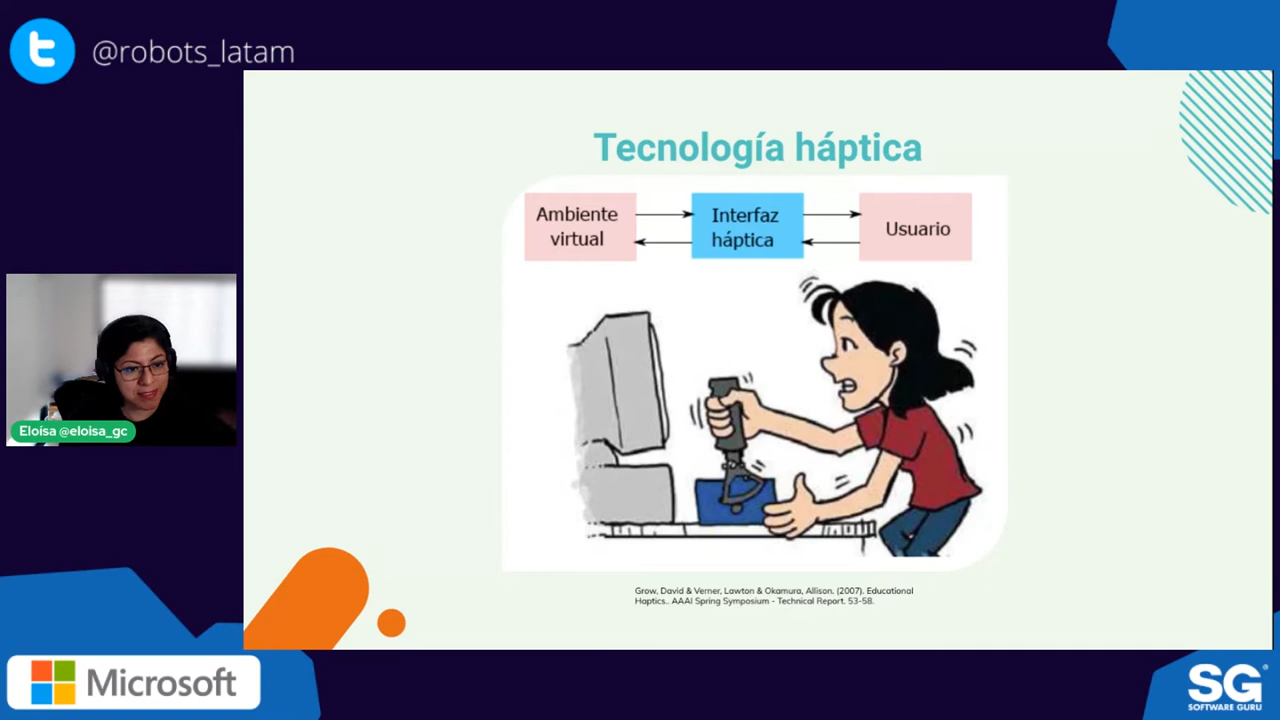 @robots_latam
Tecnología háptica
Ambiente
virtual
Interfaz
háptica
Usuario
Eloísa @eloisa_gc
Grow, David & Verner, Lawton & Okamura, Allison. (2007). Educational
Haptics.. AAAI Spring Symposium - Technical Report. 53-58.
Microsoft
SG
SOFTWARE GURU